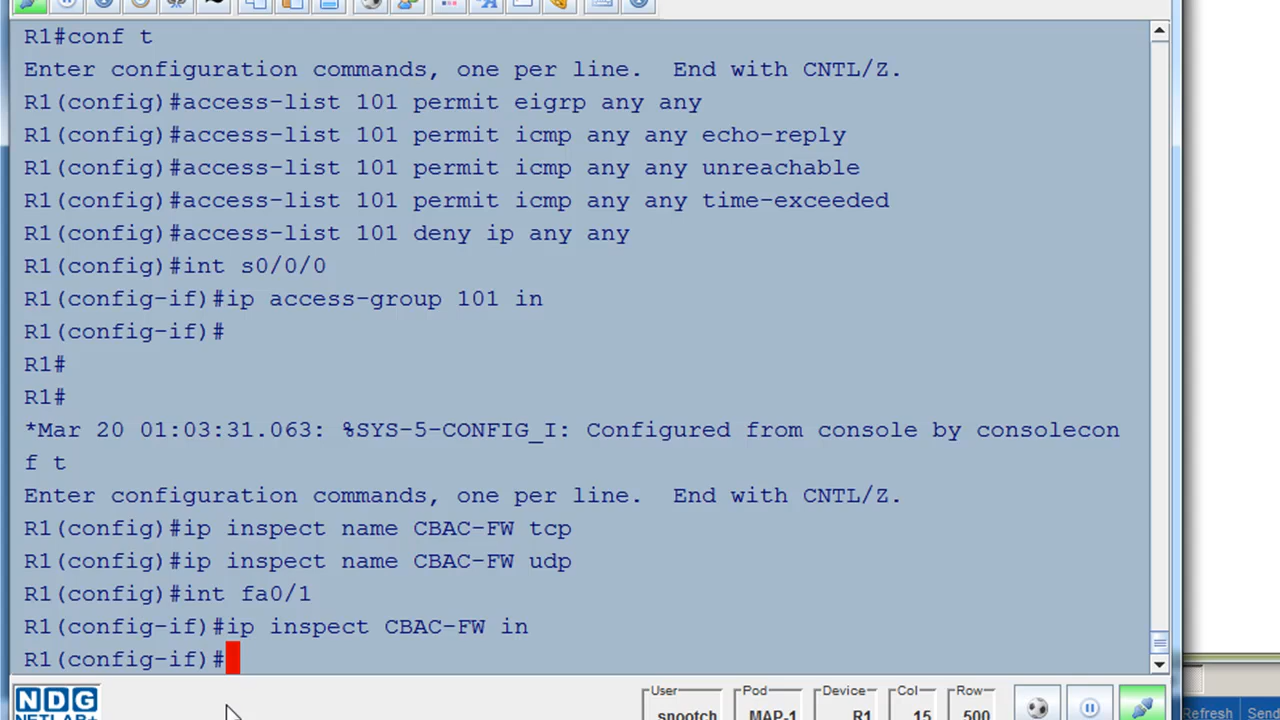 R1#conf t
Enter configuration commands, one per line.  End with CNTL/Z.
R1(config)#access-list 101 permit eigrp any any
R1(config)#access-list 101 permit icmp any any echo-reply
R1(config)#access-list 101 permit icmp any any unreachable
R1(config)#access-list 101 permit icmp any any time-exceeded
R1(config)#access-list 101 deny ip any any
R1(config)#int s0/0/0
R1(config-if)#ip access-group 101 in
R1(config-if)#
R1#
R1#
*Mar 20 01:03:31.063: %SYS-5-CONFIG_I: Configured from console by consolecon
f t
Enter configuration commands, one per line.  End with CNTL/Z.
R1(config)#ip inspect name CBAC-FW tcp
R1(config)#ip inspect name CBAC-FW udp
R1(config)#int fa0/1
R1(config-if)#ip inspect CBAC-FW in
R1(config-if)#
NDG
NETLAB+
User Pod Device Col Row
snootch MAP-1 R1 15 500
Refresh Send